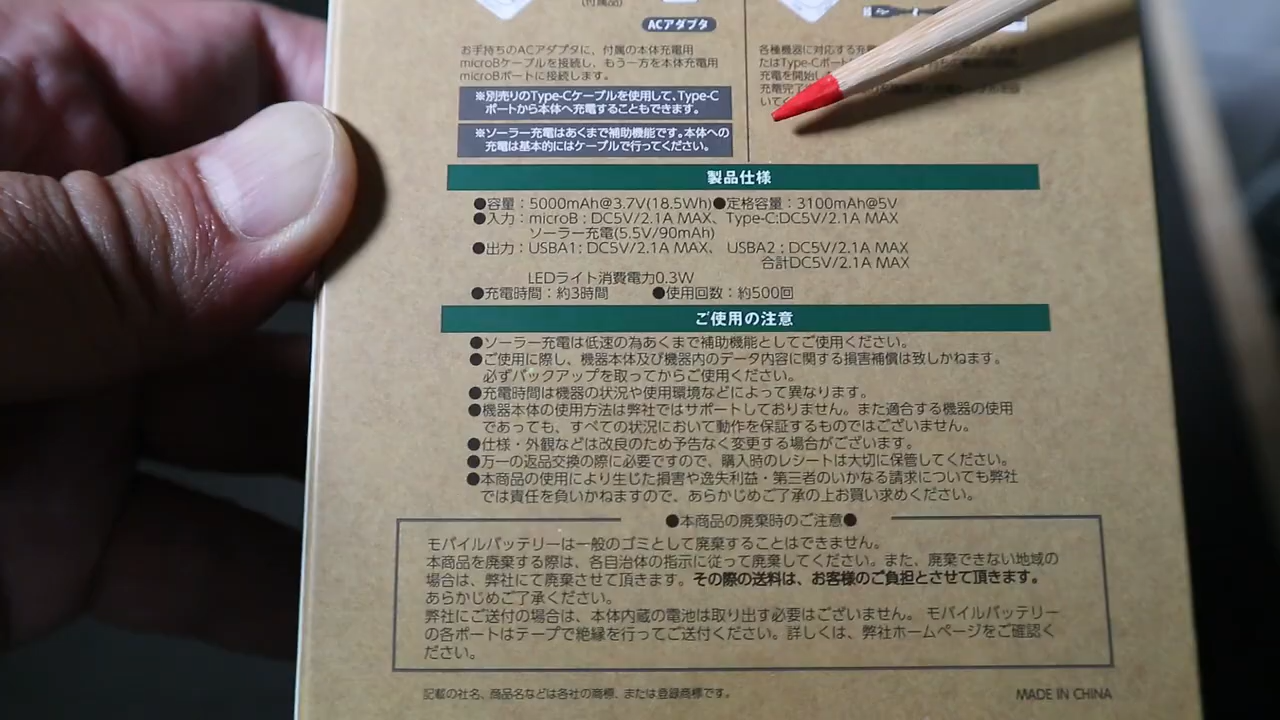 (付属品)
ACアダプタ
お手持ちのACアダプタに、付属の本体充電用
microBケーブルを接続し、もう一方を本体充電用
microBポートに接続します。
※別売りのType-Cケーブルを使用して、Type-C
ポートから本体へ充電することもできます。
※ソーラー充電はあくまで補助機能です。本体への
充電は基本的にはケーブルで行ってください。
各種機器に対応する充
たはType-Cポート
充電を開始し
充電完了
いて
製品仕様
●容量：5000mAh@3.7V(18.5Wh)●定格容量：3100mAh@5V
●入力：microB：DC5V/2.1A MAX、Type-C:DC5V/2.1A MAX
ソーラー充電(5.5V/90mAh)
●出力：USBA1：DC5V/2.1A MAX、 USBA2：DC5V/2.1A MAX
合計DC5V/2.1A MAX
LEDライト消費電力0.3W
●充電時間：約3時間 ●使用回数：約500回
ご使用の注意
●ソーラー充電は低速の為あくまで補助機能としてご使用ください。
●ご使用に際し、機器本体及び機器内のデータ内容に関する損害補償は致しかねます。
必ずバックアップを取ってからご使用ください。
●充電時間は機器の状況や使用環境などによって異なります。
●機器本体の使用方法は弊社ではサポートしておりません。また適合する機器の使用
であっても、すべての状況において動作を保証するものではございません。
●仕様・外観などは改良のため予告なく変更する場合がございます。
●万一の返品交換の際に必要ですので、購入時のレシートは大切に保管してください。
●本商品の使用により生じた損害や逸失利益・第三者のいかなる請求についても弊社
では責任を負いかねますので、あらかじめご了承の上お買い求めください。
●本商品の廃棄時のご注意●
モバイルバッテリーは一般のゴミとして廃棄することはできません。
本商品を廃棄する際は、各自治体の指示に従って廃棄してください。また、廃棄できない地域の
場合は、弊社にて廃棄させて頂きます。その際の送料は、お客様のご負担とさせて頂きます。
あらかじめご了承ください。
弊社にご送付の場合は、本体内蔵の電池は取り出す必要はございません。 モバイルバッテリー
の各ポートはテープで絶縁を行ってご送付ください。詳しくは、弊社ホームページをご確認く
ださい。
記載の社名、商品名などは各社の商標、または登録商標です。
MADE IN CHINA